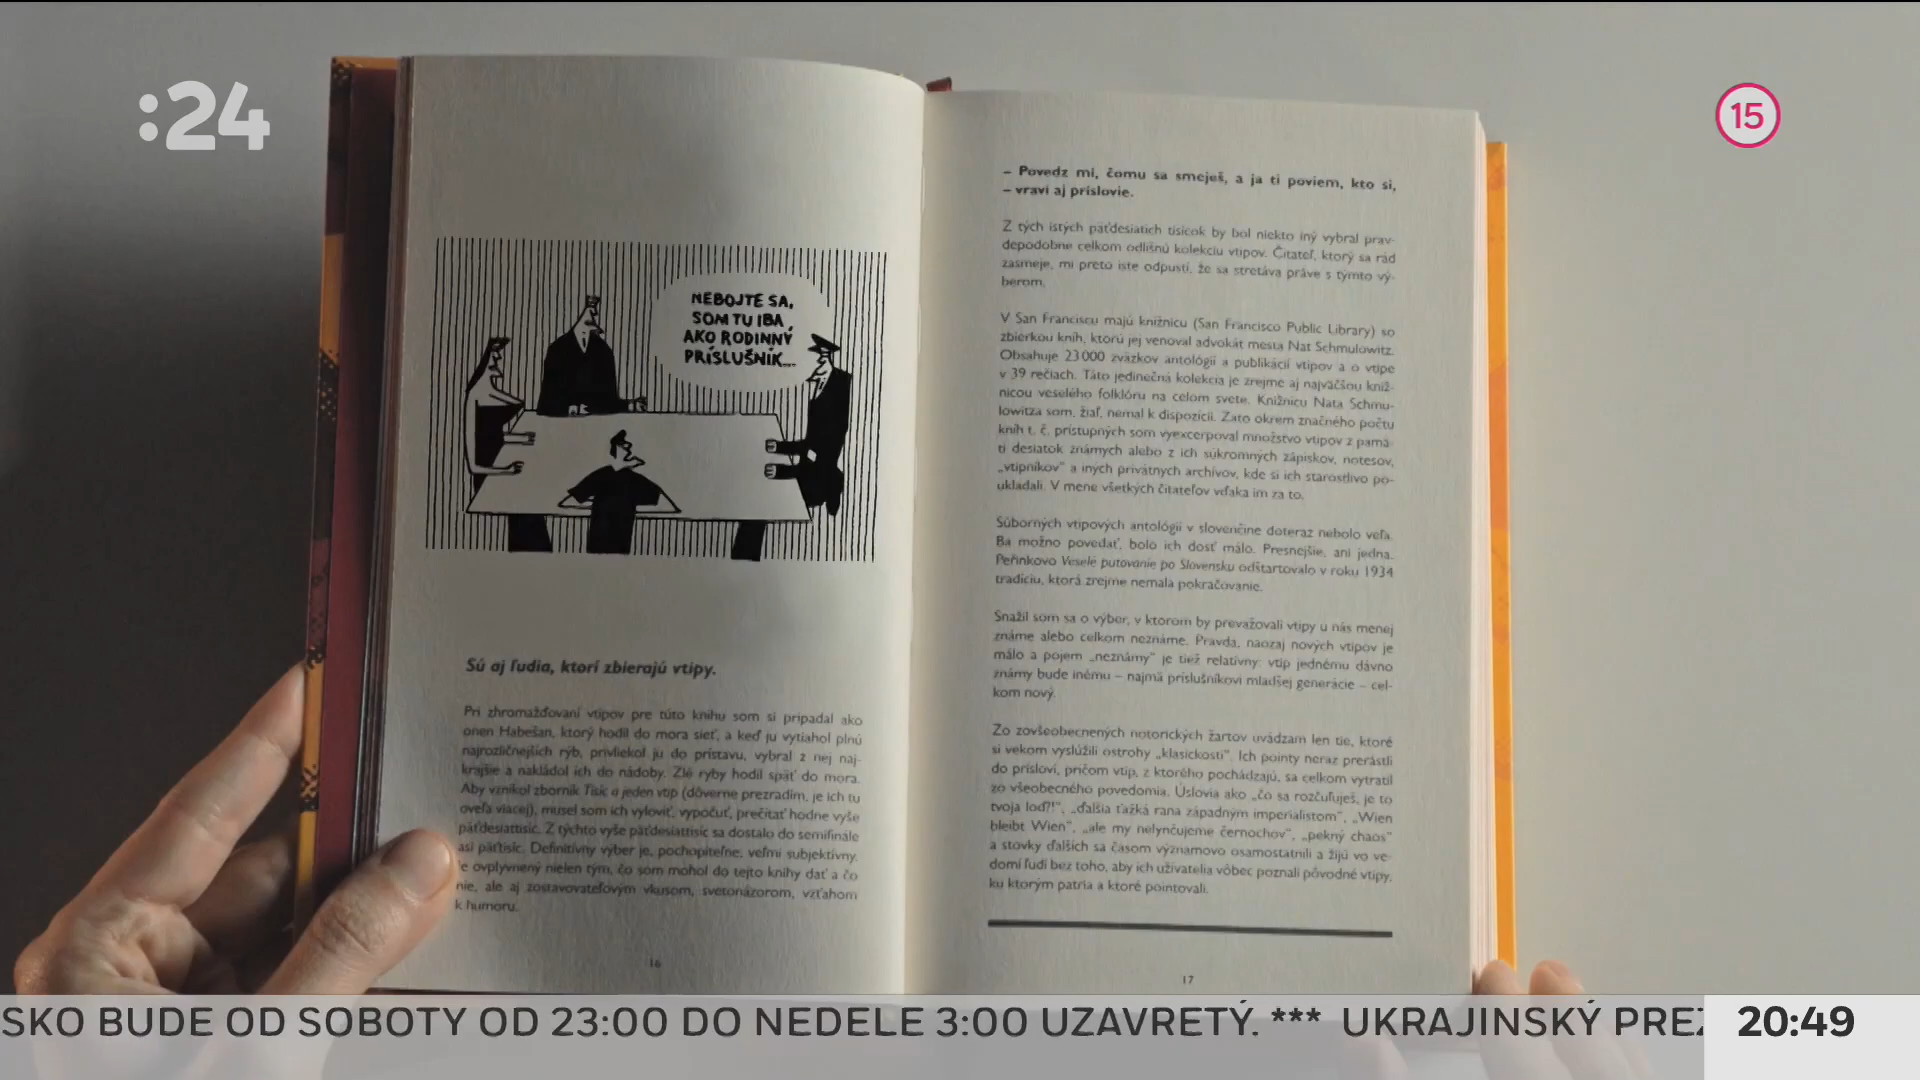 :24
15
NEBOJTE SA,
SOM TU IBA
AKO RODINNÝ
PRÍSLUŠNÍK...
Sú aj ľudia, ktorí zbierajú vtipy.
Pri zhromažďovaní vtipov pre túto knihu som si pripadal ako
onen Habešan, ktorý hodil do mora sieť, a keď ju vytiahol plnú
najrozličnejších rýb, privliekol ju do prístavu, vybral z nej naj-
krajšie a nakládol ich do nádoby. Zlé ryby hodil späť do mora.
Aby vznikol zborník Tisíc a jeden vtip (dôverne prezradím, je ich tu
oveľa viacej), musel som ich vyloviť, vypočuť, prečítať hodne vyše
päťdesiattisíc. Z týchto vyše päťdesiattisíc sa dostalo do semifinále
asi päťtisíc. Definitívny výber je, pochopiteľne, veľmi subjektívny.
e ovplyvnený nielen tým, čo som mohol do tejto knihy dať a čo
nie, ale aj zostavovateľovým vkusom, svetonázorom, vzťahom
k humoru.
16
– Povedz mi, čomu sa smeješ, a ja ti poviem, kto si,
– vraví aj príslovie.
Z tých istých päťdesiatich tisícok by bol niekto iný vybral prav-
depodobne celkom odlišnú kolekciu vtipov. Čitateľ, ktorý sa rád
zasmeje, mi preto iste odpustí, že sa stretáva práve s týmto vý-
berom.
V San Franciscu majú knižnicu (San Francisco Public Library) so
zbierkou kníh, ktorú jej venoval advokát mesta Nat Schmulowitz.
Obsahuje 23 000 zväzkov antológií a publikácií vtipov a o vtipe
v 39 rečiach. Táto jedinečná kolekcia je zrejme aj najväčšou kniž-
nicou veselého folklóru na celom svete. Knižnicu Nata Schmu-
lowitza som, žiaľ, nemal k dispozícii. Zato okrem značného počtu
kníh t. č. prístupných som vyexcerpoval množstvo vtipov z pamä-
ti desiatok známych alebo z ich súkromných zápiskov, notesov,
„vtipníkov" a iných privátnych archívov, kde si ich starostlivo po-
ukladali. V mene všetkých čitateľov vďaka im za to.
Súborných vtipových antológií v slovenčine doteraz nebolo veľa.
Ba možno povedať, bolo ich dosť málo. Presnejšie, ani jedna.
Peřinkovo Veselé putovanie po Slovensku odštartovalo v roku 1934
tradíciu, ktorá zrejme nemala pokračovanie.
Snažil som sa o výber, v ktorom by prevažovali vtipy u nás menej
známe alebo celkom neznáme. Pravda, naozaj nových vtipov je
málo a pojem „neznámy" je tiež relatívny: vtip jednému dávno
známy bude inému – najmä príslušníkovi mladšej generácie – cel-
kom nový.
Zo zovšeobecnených notorických žartov uvádzam len tie, ktoré
si vekom vyslúžili ostrohy „klasickosti". Ich pointy neraz prerástli
do prísloví, pričom vtip, z ktorého pochádzajú, sa celkom vytratil
zo všeobecného povedomia. Úslovia ako „čo sa rozčuľuješ, je to
tvoja loď?!", „ďalšia ťažká rana západným imperialistom", „Wien
bleibt Wien", „ale my nelynčujeme černochov", „pekný chaos"
a stovky ďalších sa časom významovo osamostatnili a žijú vo ve-
domí ľudí bez toho, aby ich užívatelia vôbec poznali pôvodné vtipy,
ku ktorým patria a ktoré pointovali.
17
SKO BUDE OD SOBOTY OD 23:00 DO NEDELE 3:00 UZAVRETÝ. *** UKRAJINSKÝ PREZ
20:49